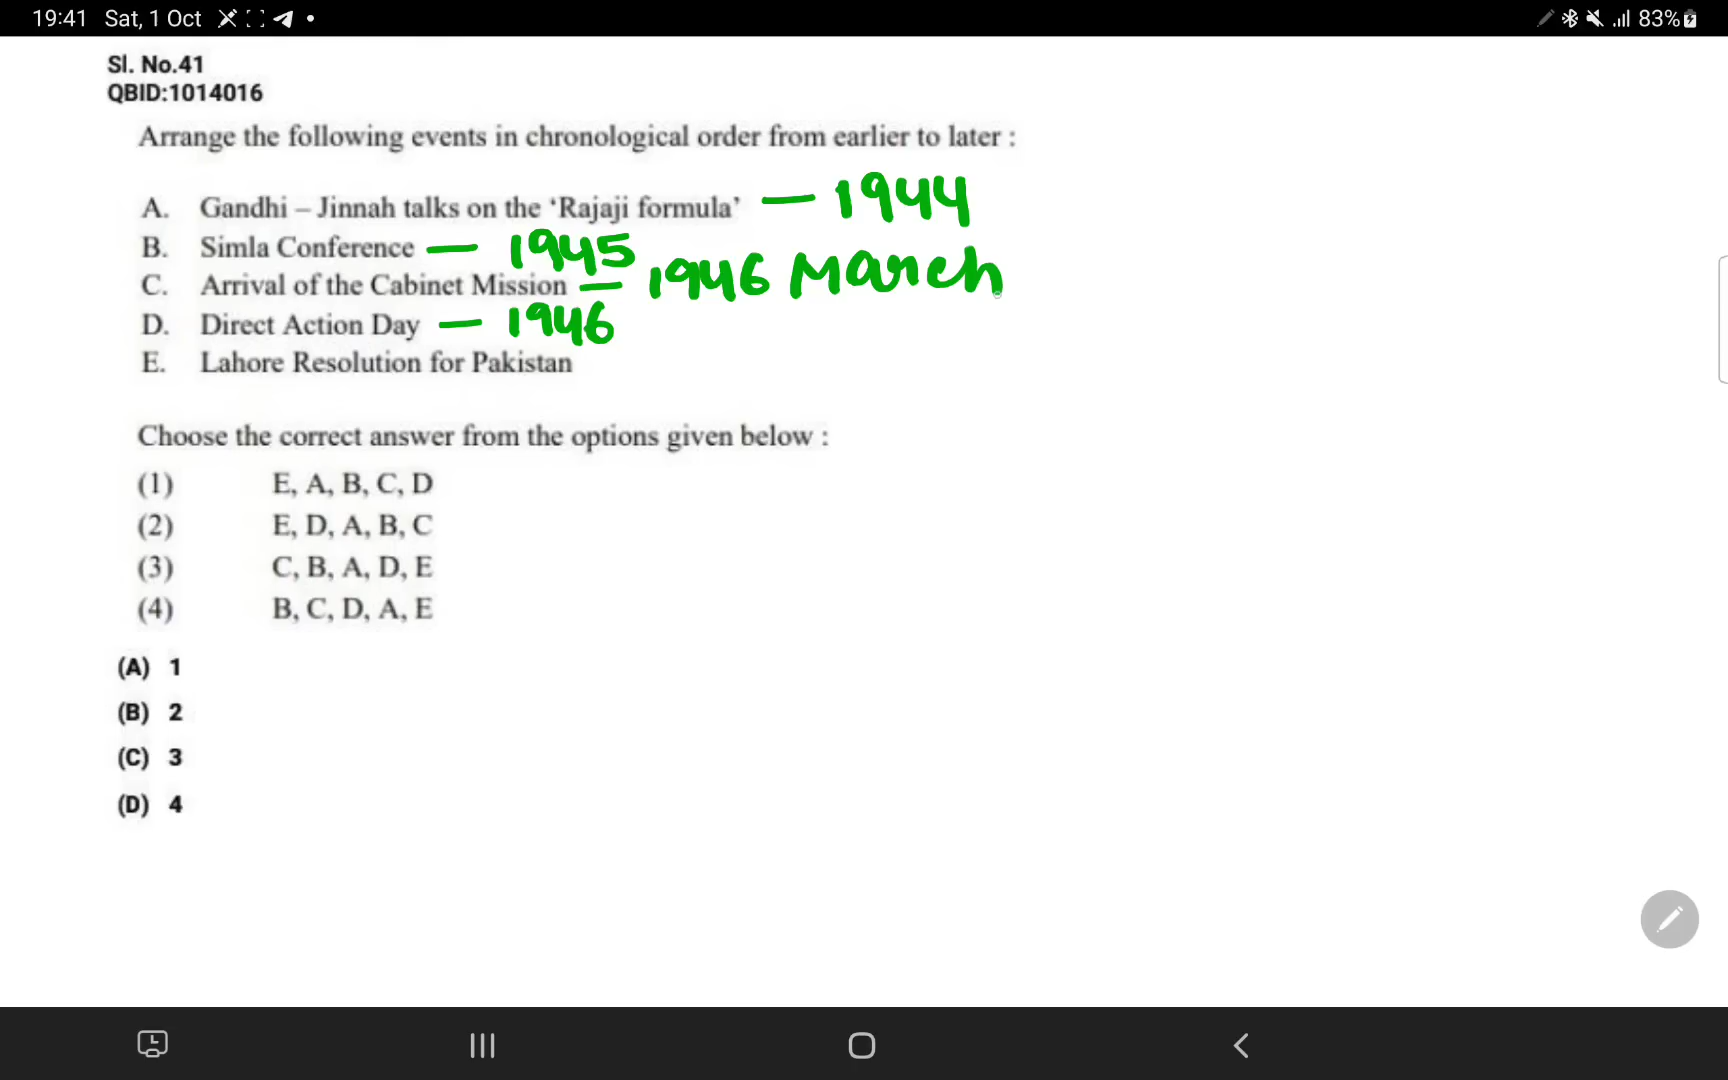 19:41 Sat, 1 Oct 83%
Sl. No.41
QBID:1014016
Arrange the following events in chronological order from earlier to later :
A. Gandhi – Jinnah talks on the ‘Rajaji formula’ — 1944
B. Simla Conference — 1945
C. Arrival of the Cabinet Mission — 1946 March
D. Direct Action Day — 1946
E. Lahore Resolution for Pakistan
Choose the correct answer from the options given below :
(1) E, A, B, C, D
(2) E, D, A, B, C
(3) C, B, A, D, E
(4) B, C, D, A, E
(A) 1
(B) 2
(C) 3
(D) 4